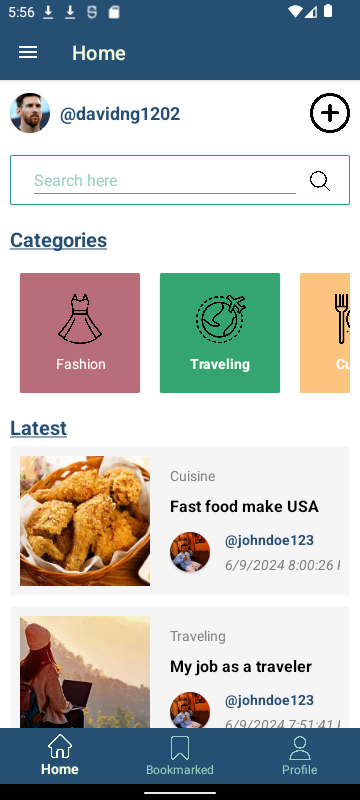 5:56
Home
@davidng1202
Search here
Categories
Fashion
Traveling
Cu
Latest
Cuisine
Fast food make USA
@johndoe123
6/9/2024 8:00:26
Traveling
My job as a traveler
@johndoe123
6/9/2024 7:51:41
Home
Bookmarked
Profile